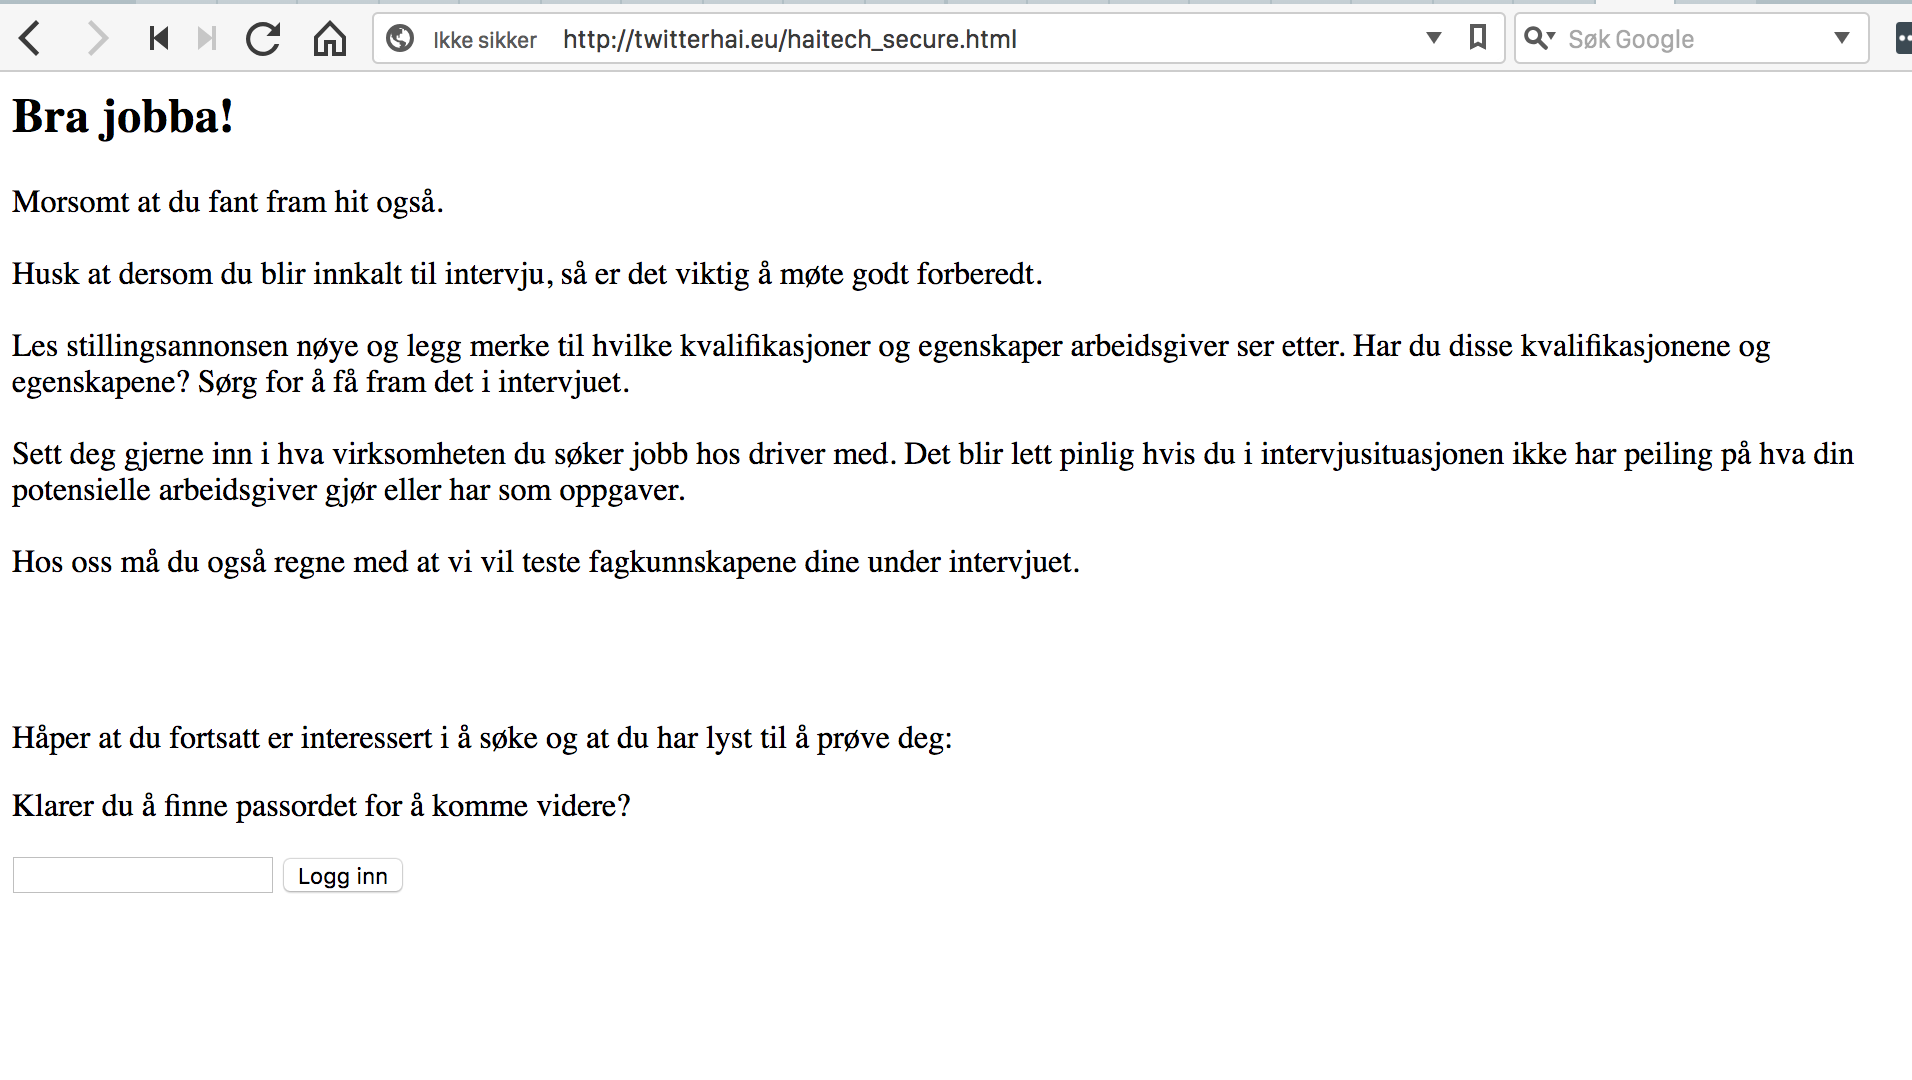 Ikke sikker http://twitterhai.eu/haitech_secure.html Søk Google
Bra jobba!
Morsomt at du fant fram hit også.
Husk at dersom du blir innkalt til intervju, så er det viktig å møte godt forberedt.
Les stillingsannonsen nøye og legg merke til hvilke kvalifikasjoner og egenskaper arbeidsgiver ser etter. Har du disse kvalifikasjonene og
egenskapene? Sørg for å få fram det i intervjuet.
Sett deg gjerne inn i hva virksomheten du søker jobb hos driver med. Det blir lett pinlig hvis du i intervjusituasjonen ikke har peiling på hva din
potensielle arbeidsgiver gjør eller har som oppgaver.
Hos oss må du også regne med at vi vil teste fagkunnskapene dine under intervjuet.
Håper at du fortsatt er interessert i å søke og at du har lyst til å prøve deg:
Klarer du å finne passordet for å komme videre?
Logg inn